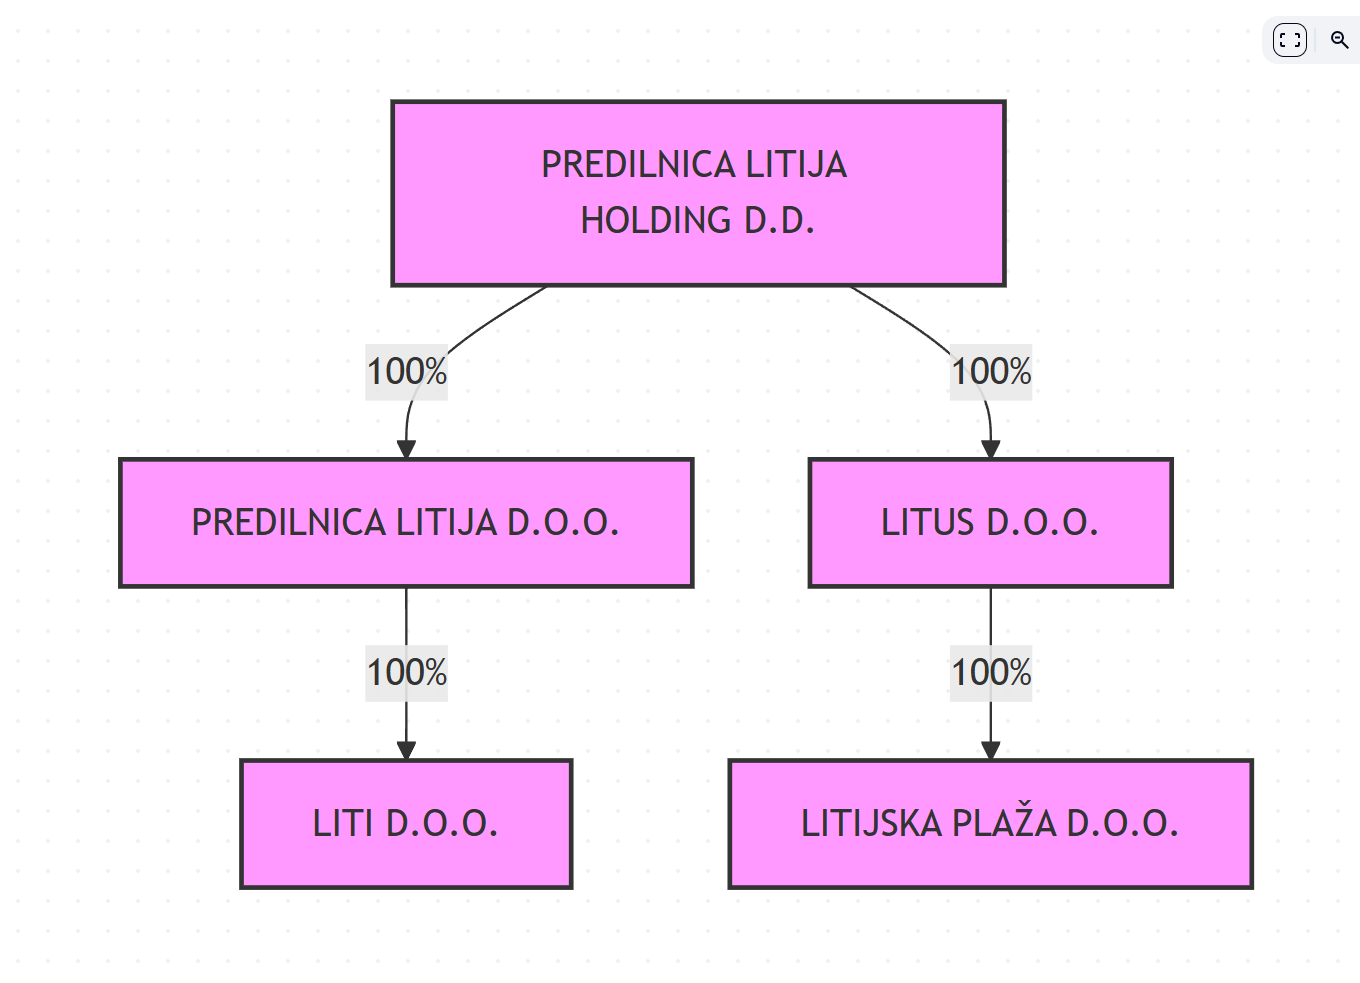 PREDILNICA LITIJA
HOLDING D.D.
100%
100%
PREDILNICA LITIJA D.O.O.
LITUS D.O.O.
100%
100%
LITI D.O.O.
LITIJSKA PLAŽA D.O.O.